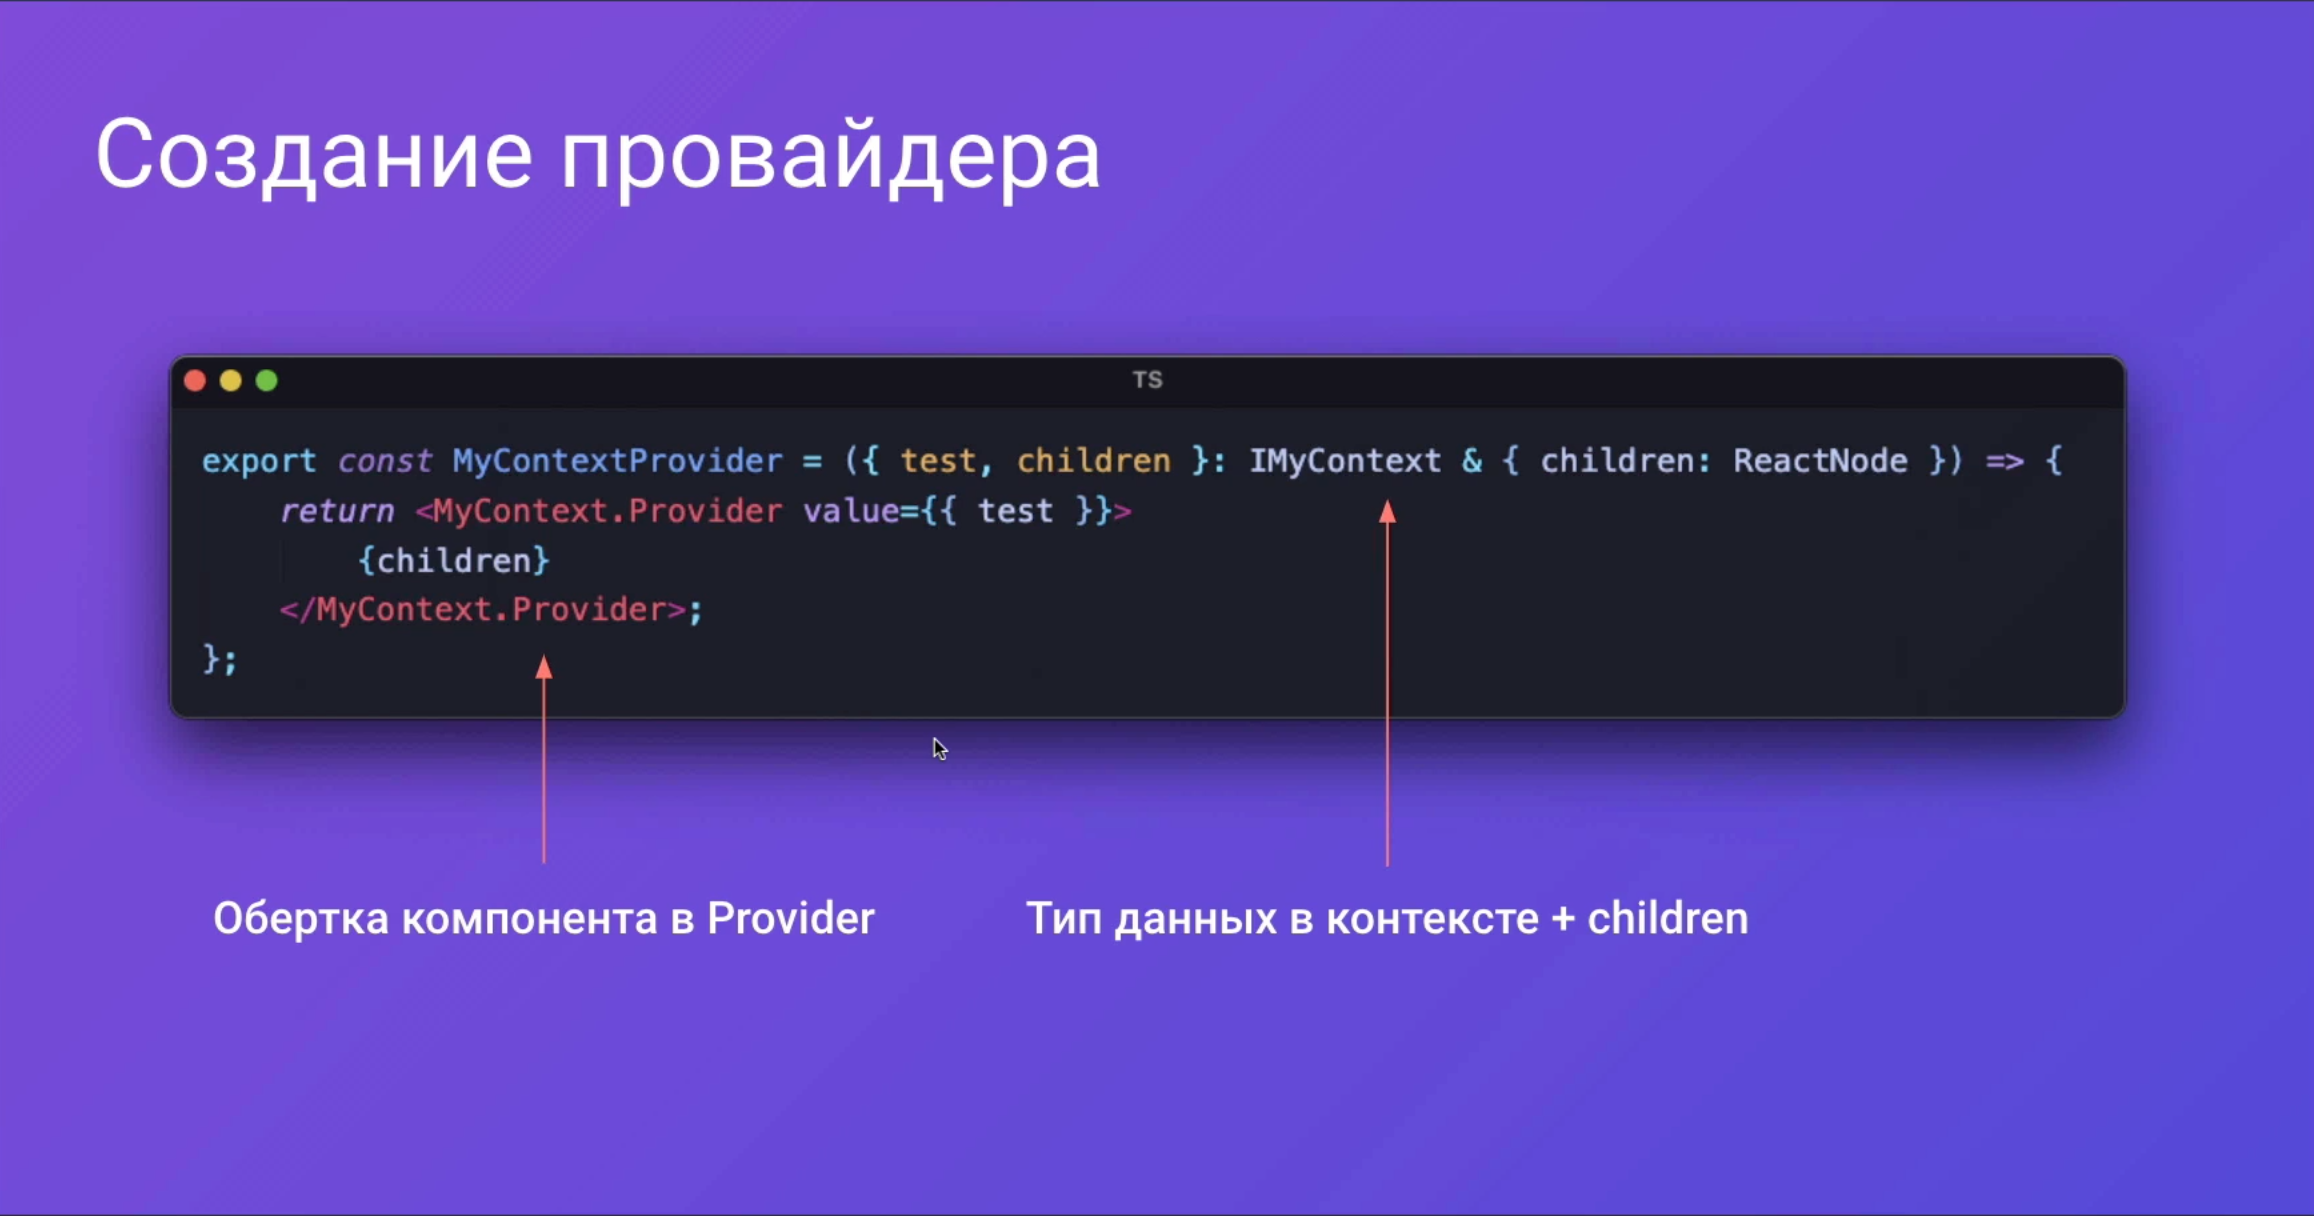 Создание провайдера
TS
export const MyContextProvider = ({ test, children }: IMyContext & { children: ReactNode }) => {
return <MyContext.Provider value={{ test }}>
{children}
</MyContext.Provider>;
};
Обертка компонента в Provider
Тип данных в контексте + children